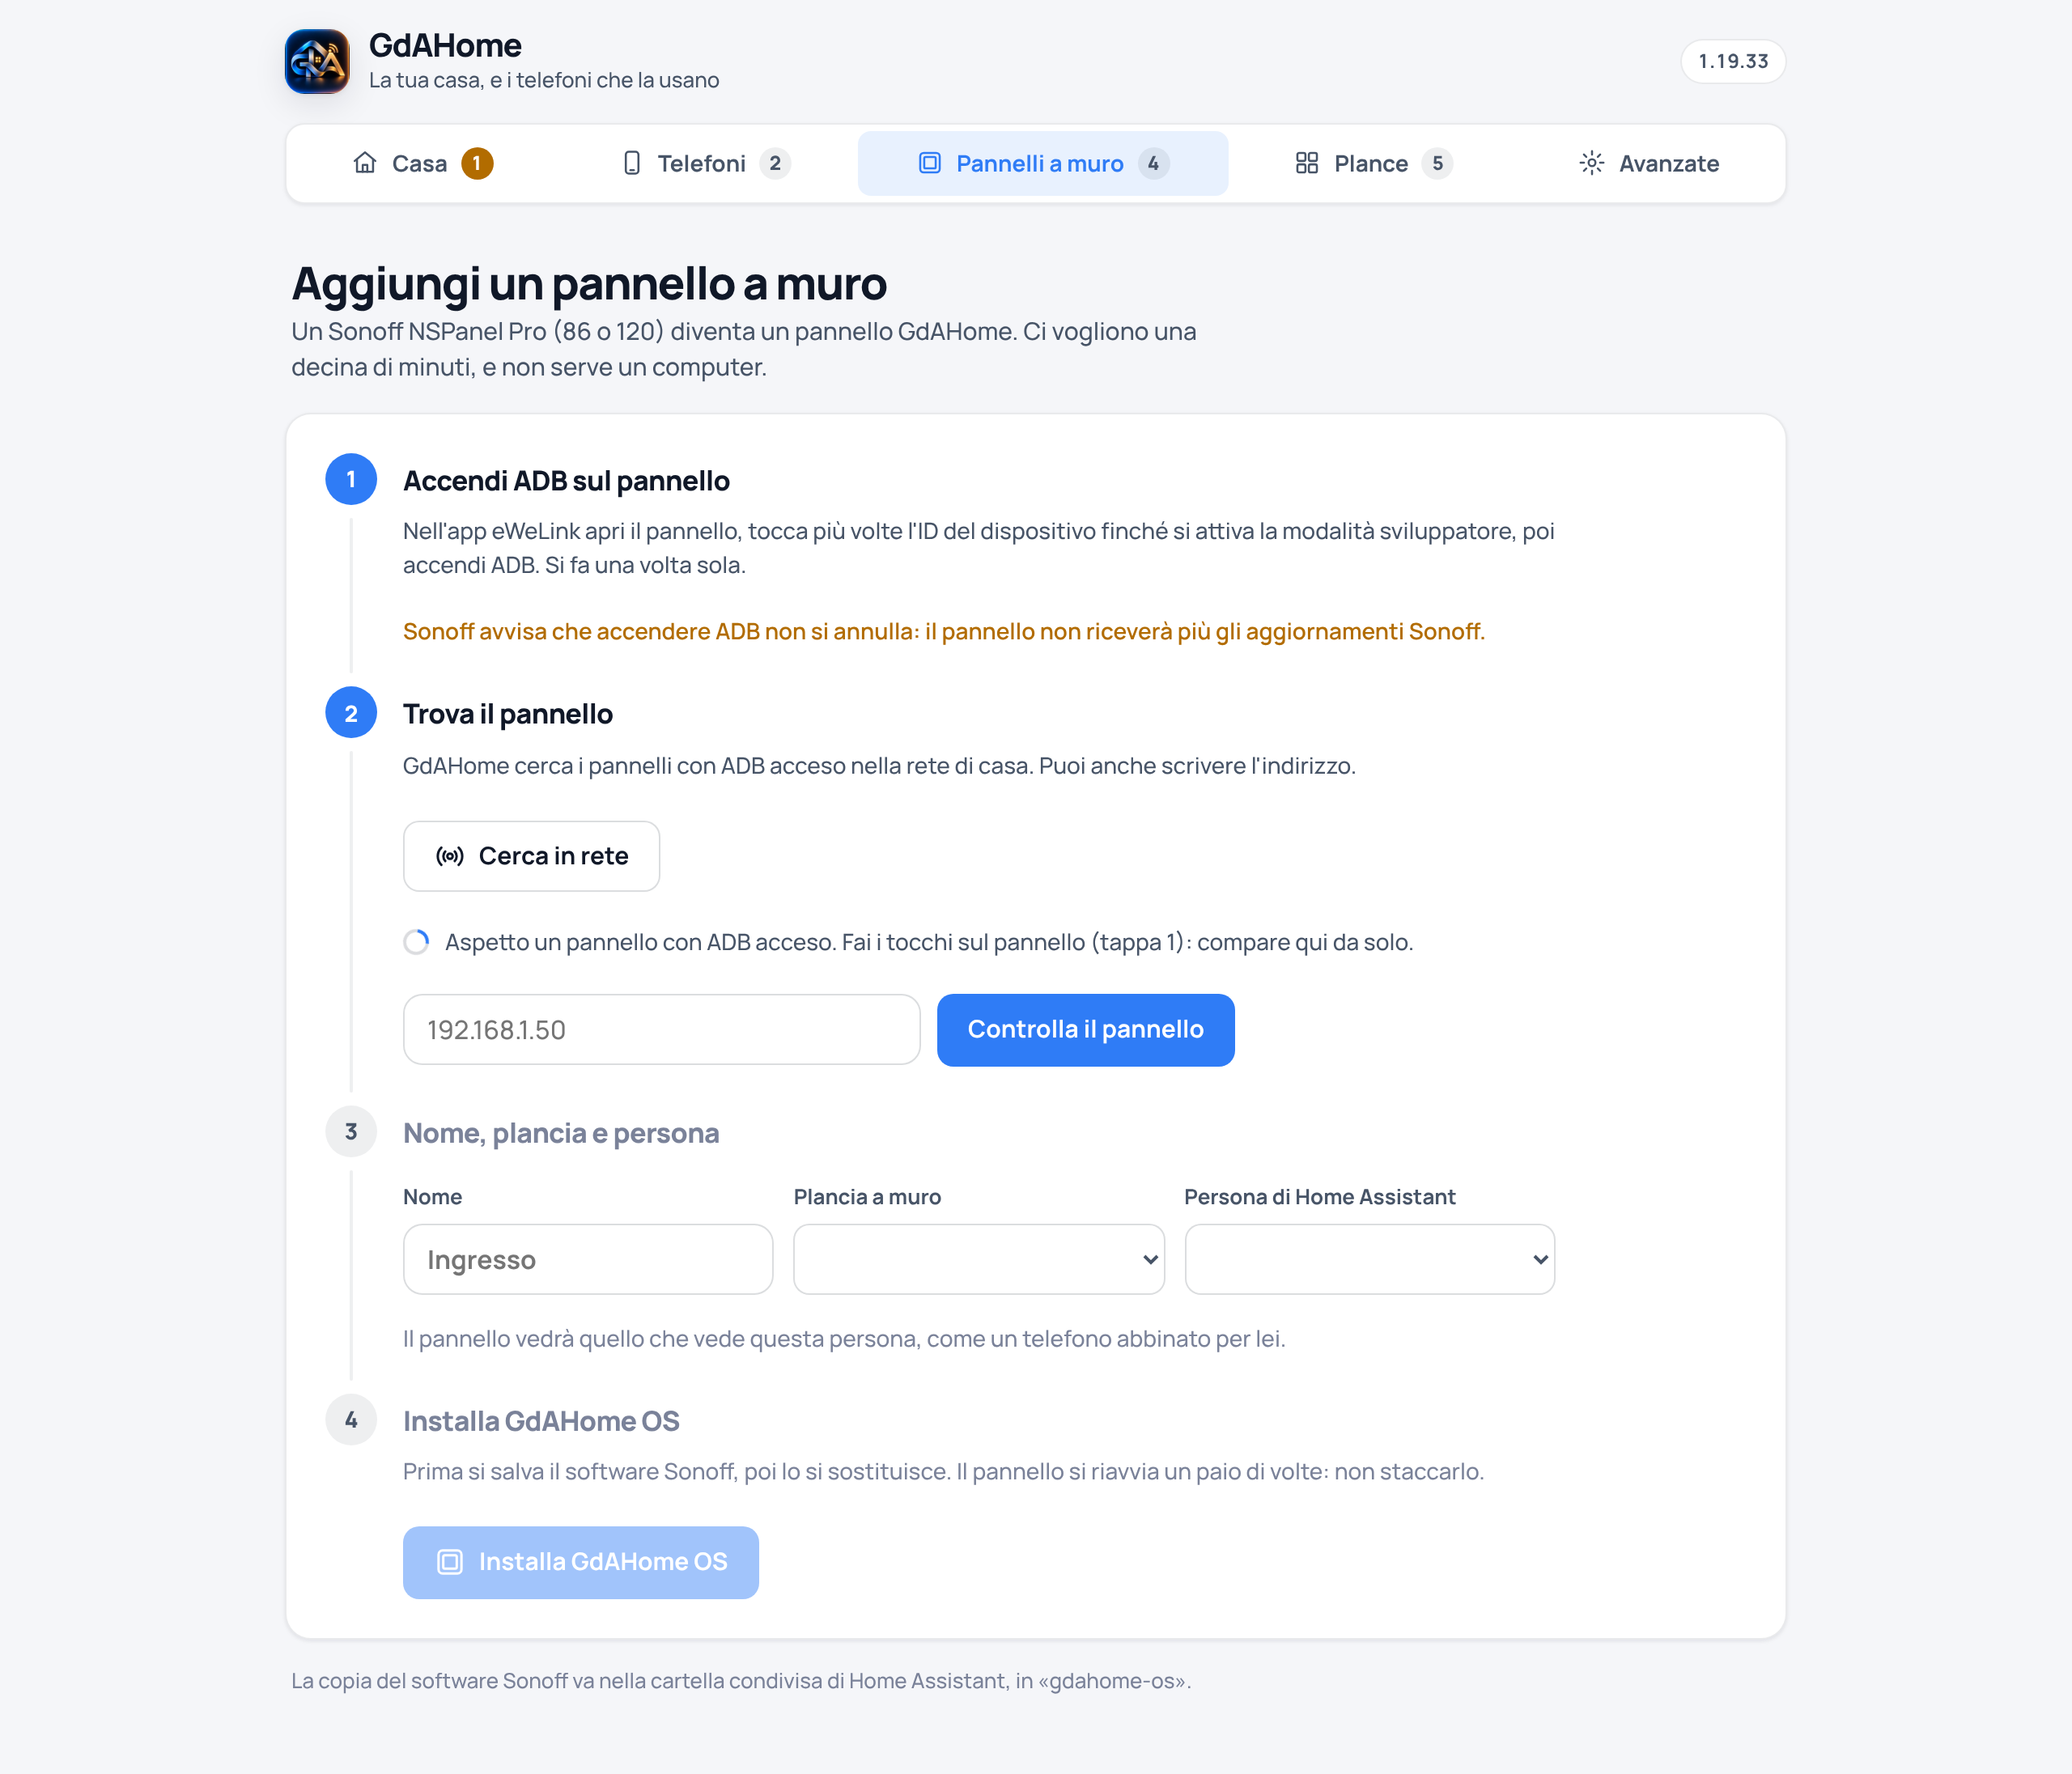 GdAHome
La tua casa, e i telefoni che la usano
1.19.33
Casa 1
Telefoni 2
Pannelli a muro 4
Plance 5
Avanzate
Aggiungi un pannello a muro
Un Sonoff NSPanel Pro (86 o 120) diventa un pannello GdAHome. Ci vogliono una
decina di minuti, e non serve un computer.
1 Accendi ADB sul pannello
Nell'app eWeLink apri il pannello, tocca più volte l'ID del dispositivo finché si attiva la modalità sviluppatore, poi
accendi ADB. Si fa una volta sola.
Sonoff avvisa che accendere ADB non si annulla: il pannello non riceverà più gli aggiornamenti Sonoff.
2 Trova il pannello
GdAHome cerca i pannelli con ADB acceso nella rete di casa. Puoi anche scrivere l'indirizzo.
Cerca in rete
Aspetto un pannello con ADB acceso. Fai i tocchi sul pannello (tappa 1): compare qui da solo.
192.168.1.50
Controlla il pannello
3 Nome, plancia e persona
Nome
Plancia a muro
Persona di Home Assistant
Ingresso
Il pannello vedrà quello che vede questa persona, come un telefono abbinato per lei.
4 Installa GdAHome OS
Prima si salva il software Sonoff, poi lo si sostituisce. Il pannello si riavvia un paio di volte: non staccarlo.
Installa GdAHome OS
La copia del software Sonoff va nella cartella condivisa di Home Assistant, in «gdahome-os».